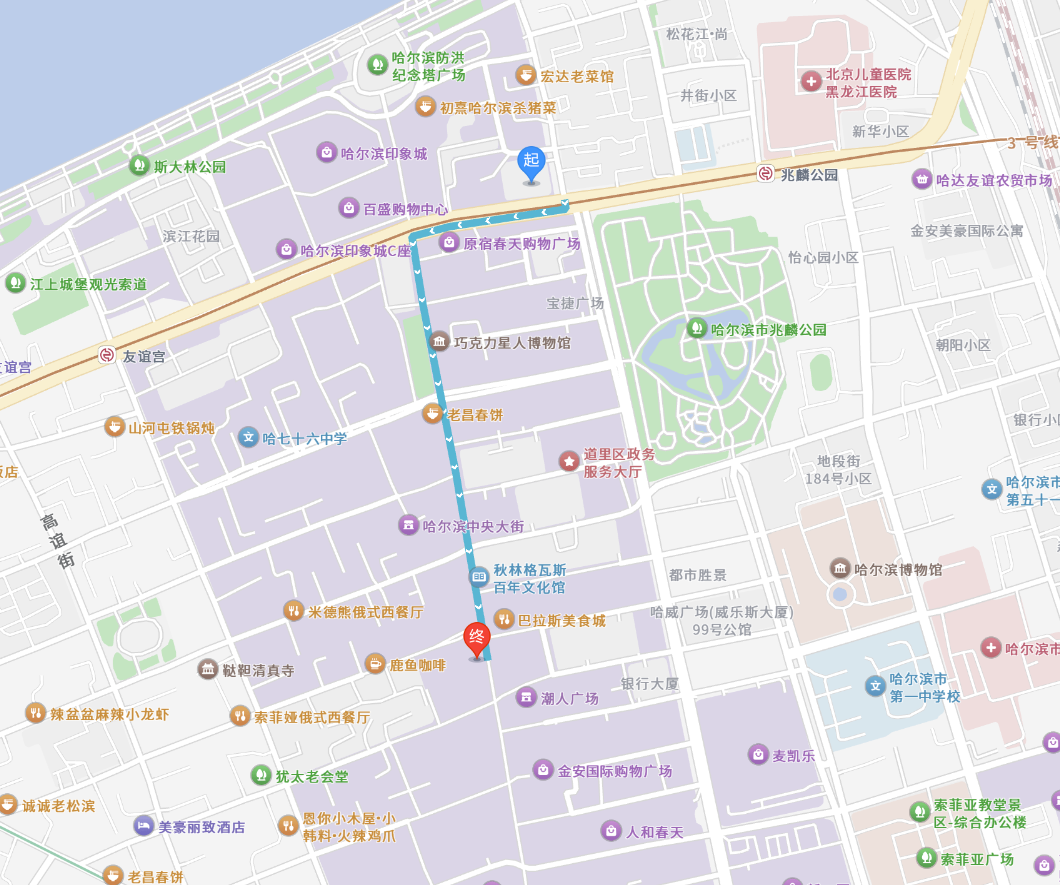 松花江·尚
哈尔滨防洪
纪念塔广场
宏达老菜馆
北京儿童医院
黑龙江医院
井街小区
初熹哈尔滨杀猪菜
新华小区
3号线
哈尔滨印象城
起
斯大林公园
兆麟公园
哈达友谊农贸市场
百盛购物中心
滨江花园
金安美豪国际公寓
哈尔滨印象城C座
原宿春天购物广场
怡心园小区
江上城堡观光索道
宝捷广场
哈尔滨市兆麟公园
巧克力星人博物馆
朝阳小区
友谊宫
谊宫
老昌春饼
银行小
山河屯铁锅炖
哈七十六中学
道里区政务
服务大厅
地段街
184号小区
店
哈尔滨市
第五十一
高谊街
哈尔滨中央大街
秋林格瓦斯
百年文化馆
都市胜景
哈尔滨博物馆
米德熊俄式西餐厅
巴拉斯美食城
哈威广场(威乐斯大厦)
99号公馆
终
哈尔滨市
鹿鱼咖啡
鞑靼清真寺
银行大厦
哈尔滨市
第一中学校
潮人广场
辣盆盆麻辣小龙虾
索菲娅俄式西餐厅
麦凯乐
金安国际购物广场
犹太老会堂
诚诚老松滨
美豪丽致酒店
恩你小木屋·小
韩料·火辣鸡爪
人和春天
索菲亚教堂景
区-综合办公楼
索菲亚广场
老昌春饼